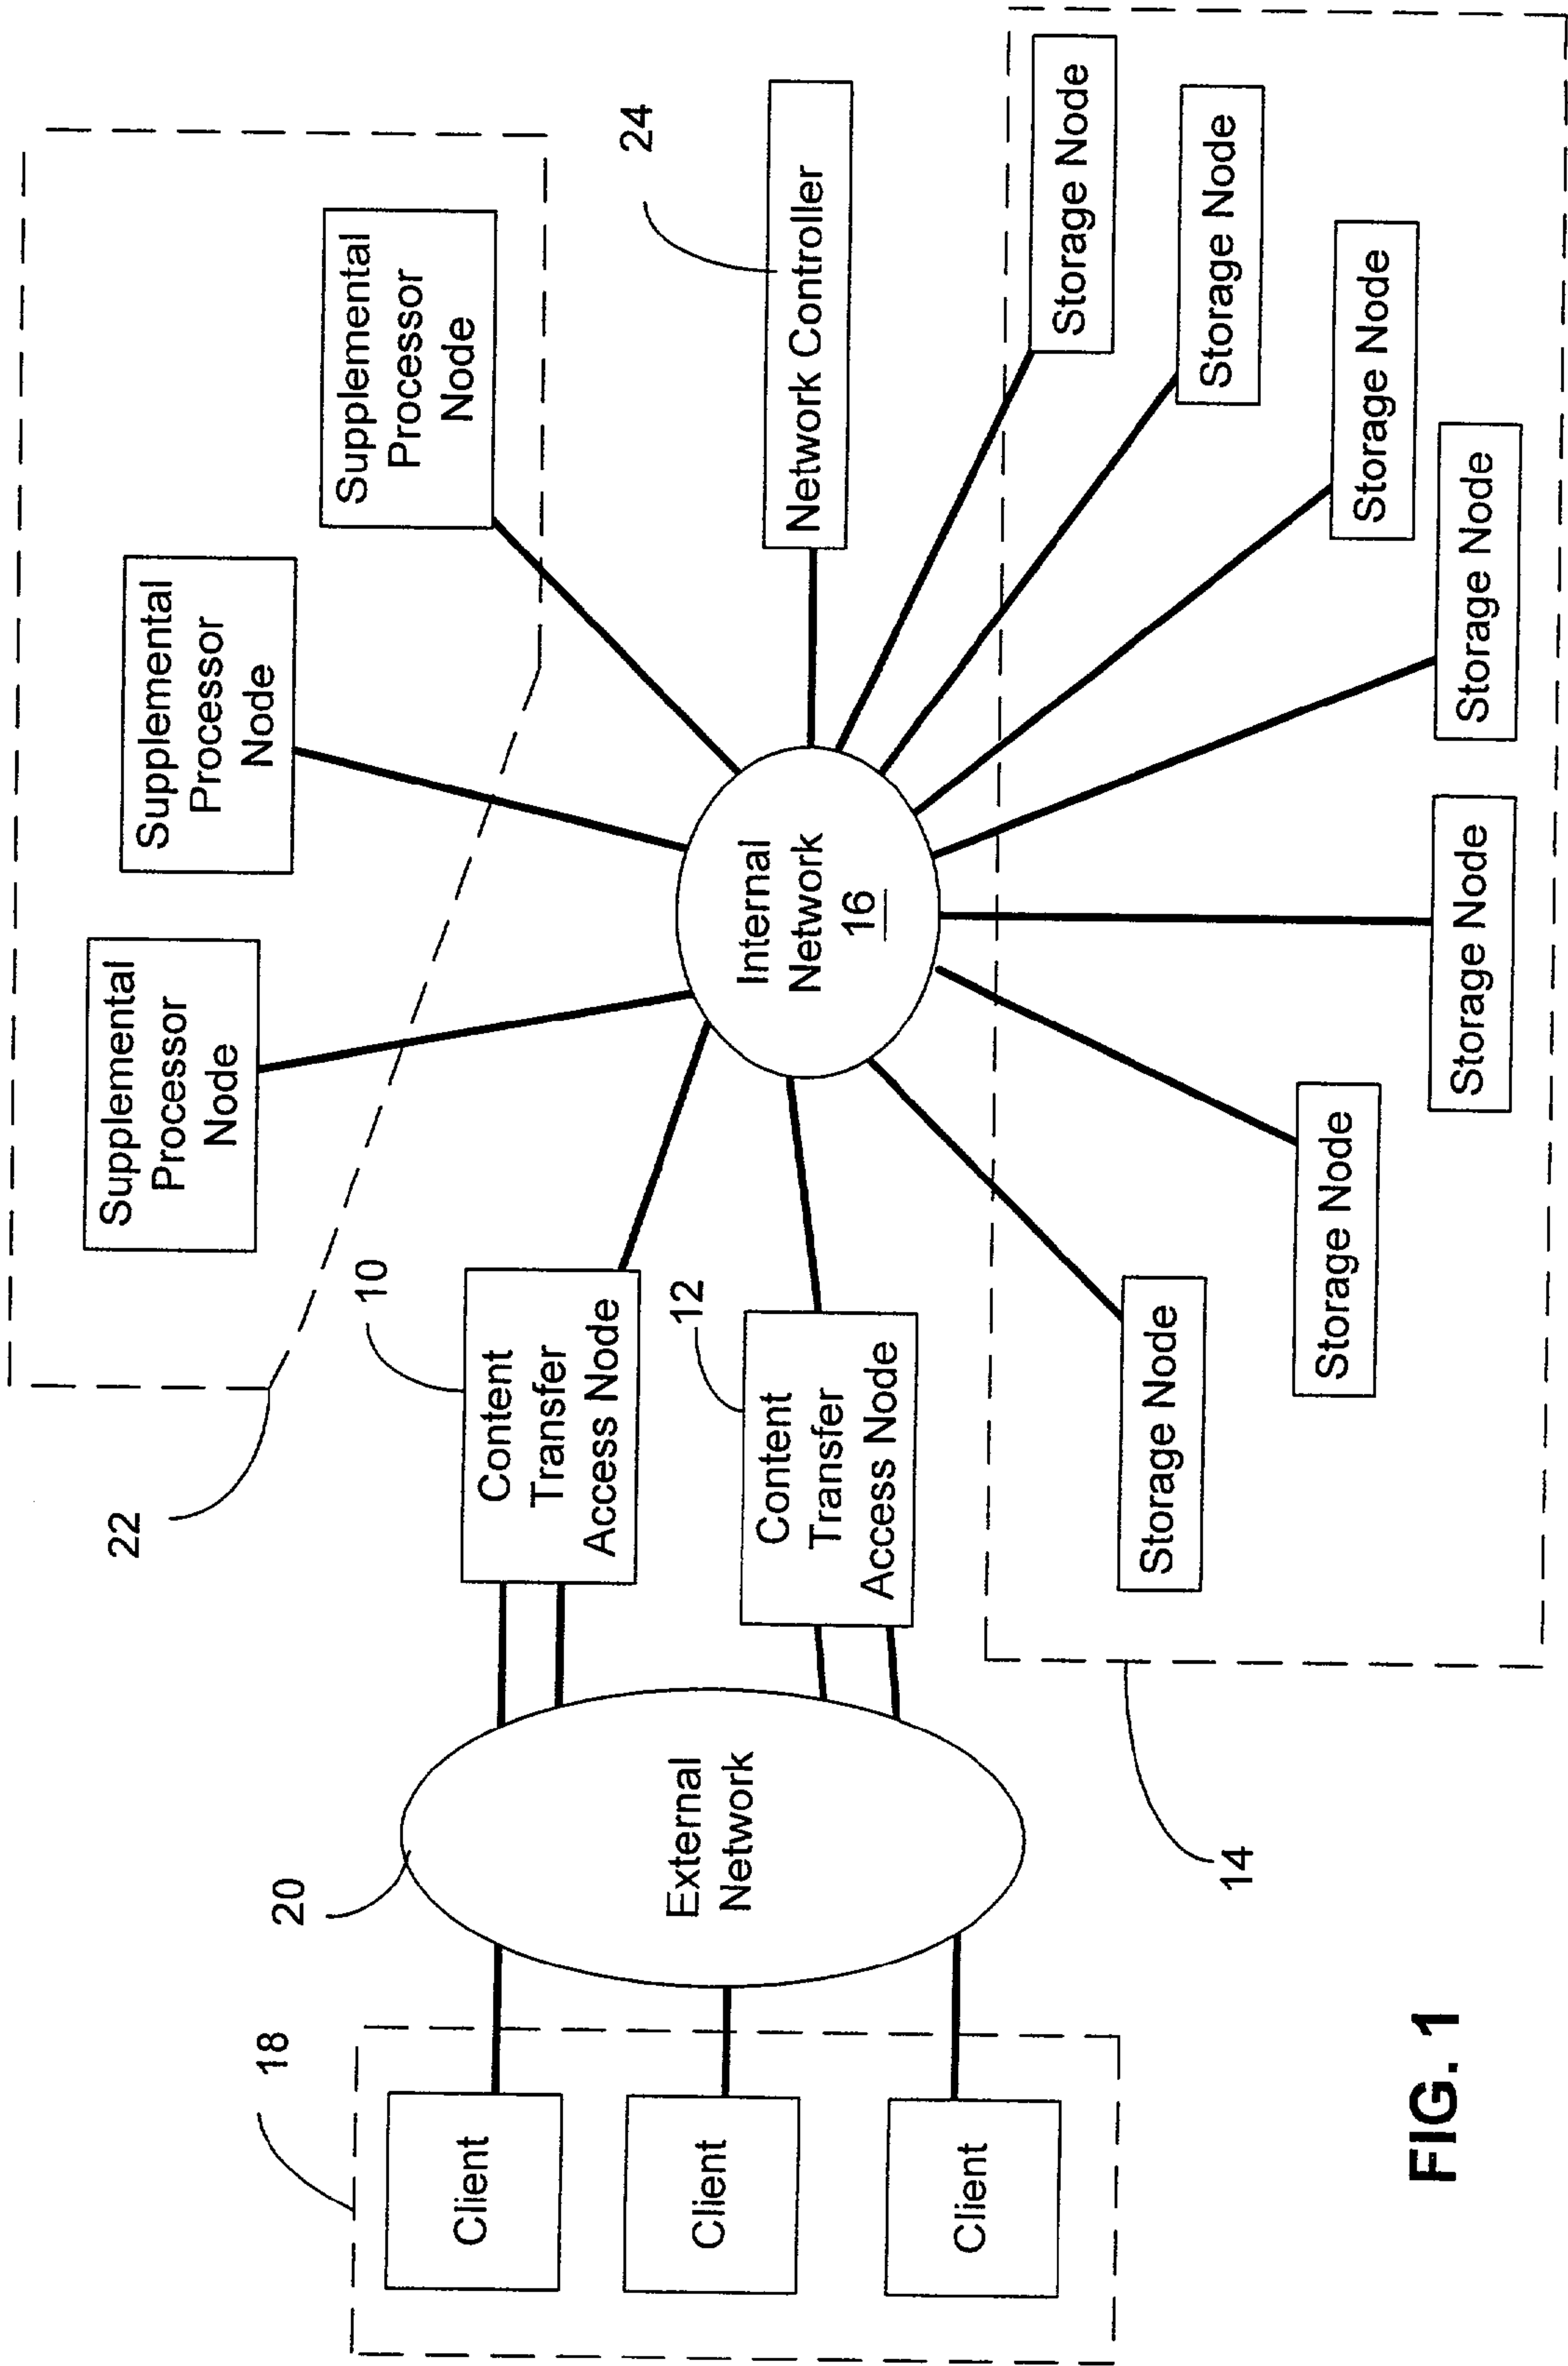 22
Supplemental
Processor
Node
Supplemental
Processor
Node
Supplemental
Processor
Node
18
20
10
24
Client
Client
Client
External
Network
Content
Transfer
Access Node
12
Content
Transfer
Access Node
Internal
Network
16
Network Controller
14
Storage Node
Storage Node
Storage Node
Storage Node
Storage Node
Storage Node
Storage Node
FIG. 1